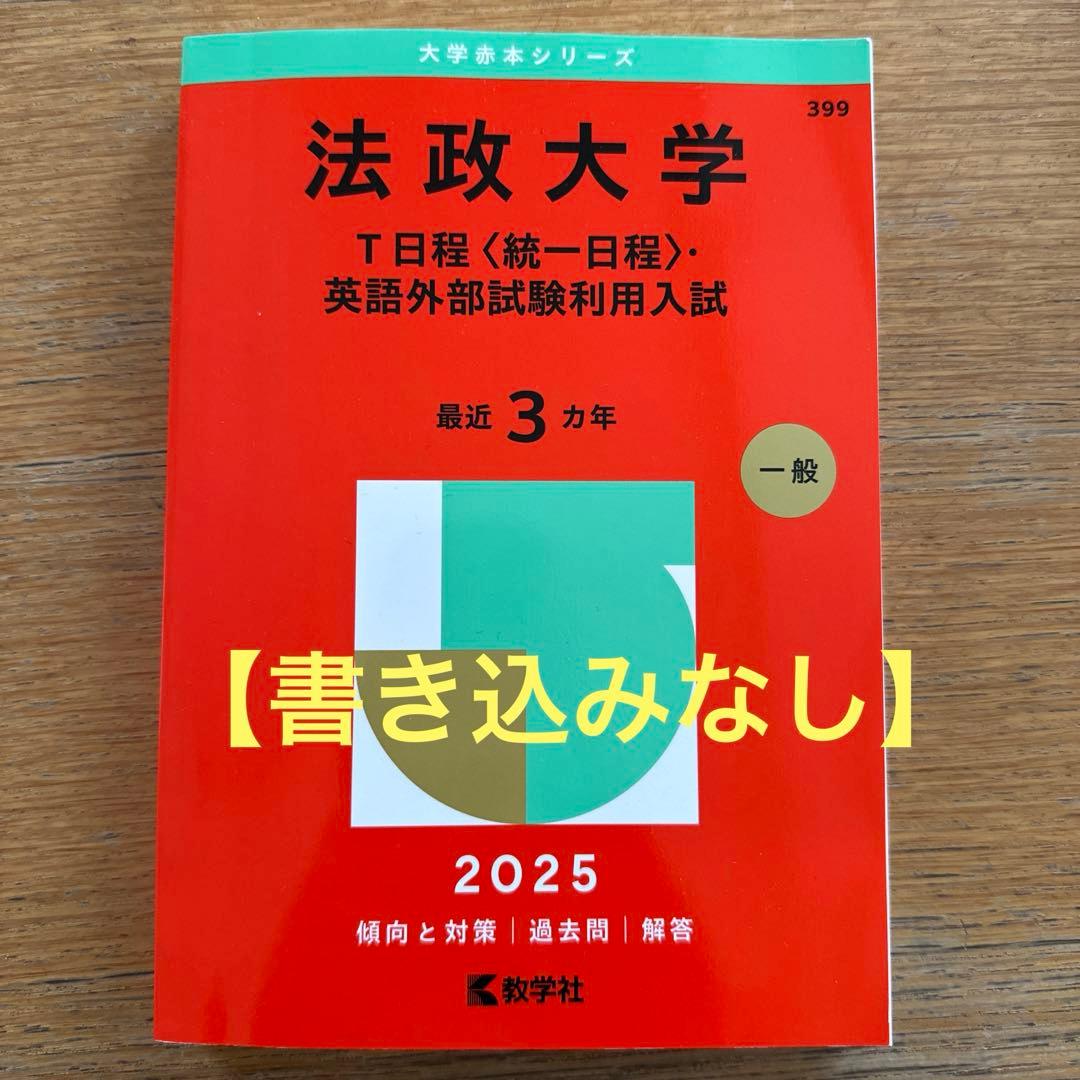 大学赤本シリーズ
399
法政大学
T日程〈統一日程〉・
英語外部試験利用入試
最近3カ年
一般
【書き込みなし】
2025
傾向と対策|過去問|解答
教学社